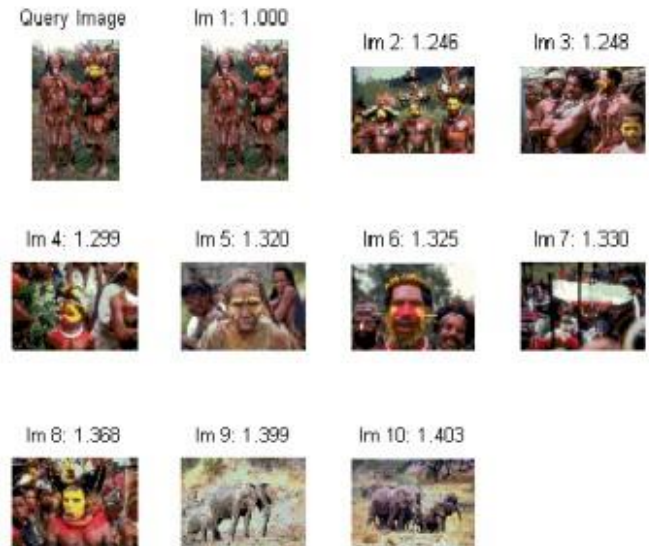 Query Image
Im 1: 1.000
Im 2: 1.246
Im 3: 1.248
Im 4: 1.299
Im 5: 1.320
Im 6: 1.325
Im 7: 1.330
Im 8: 1.368
Im 9: 1.399
Im 10: 1.403